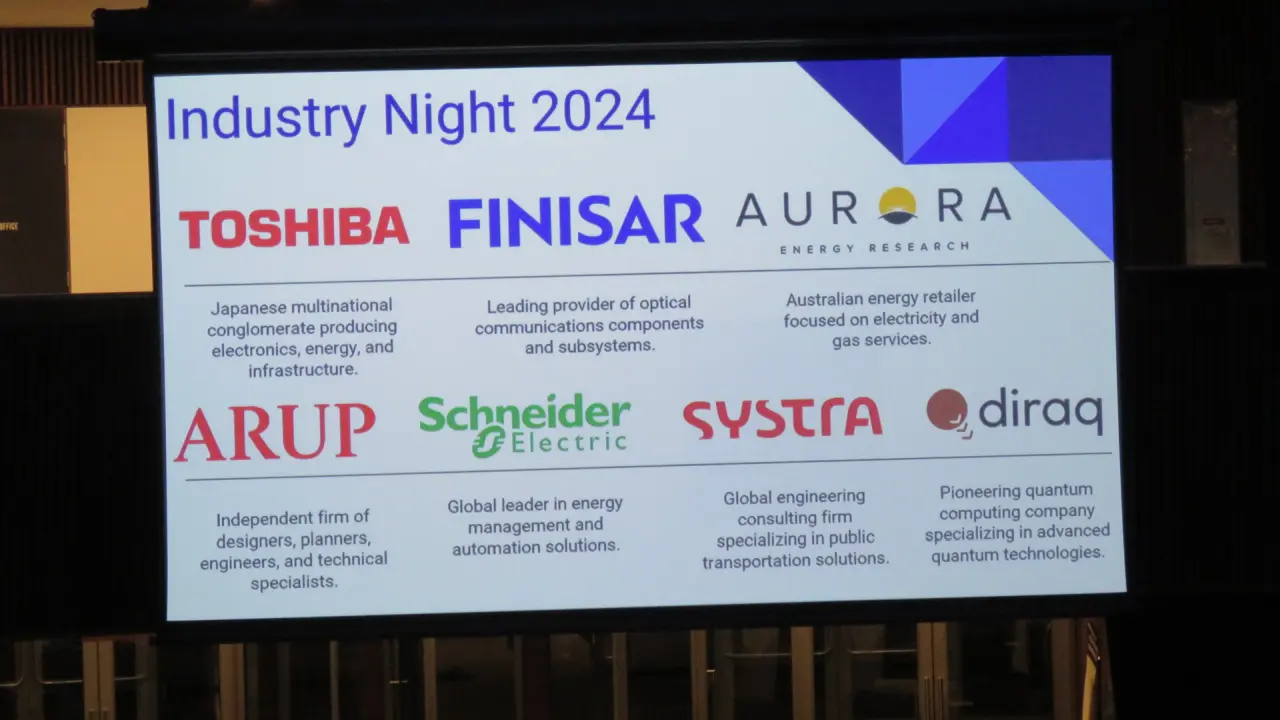 Industry Night 2024
TOSHIBA
FINISAR
AURORA
ENERGY RESEARCH
Japanese multinational
conglomerate producing
electronics, energy, and
infrastructure.
Leading provider of optical
communications components
and subsystems.
Australian energy retailer
focused on electricity and
gas services.
ARUP
Schneider
Electric
SYSTRA
diraq
Independent firm of
designers, planners,
engineers, and technical
specialists.
Global leader in energy
management and
automation solutions.
Global engineering
consulting firm
specializing in public
transportation solutions.
Pioneering quantum
computing company
specializing in advanced
quantum technologies.